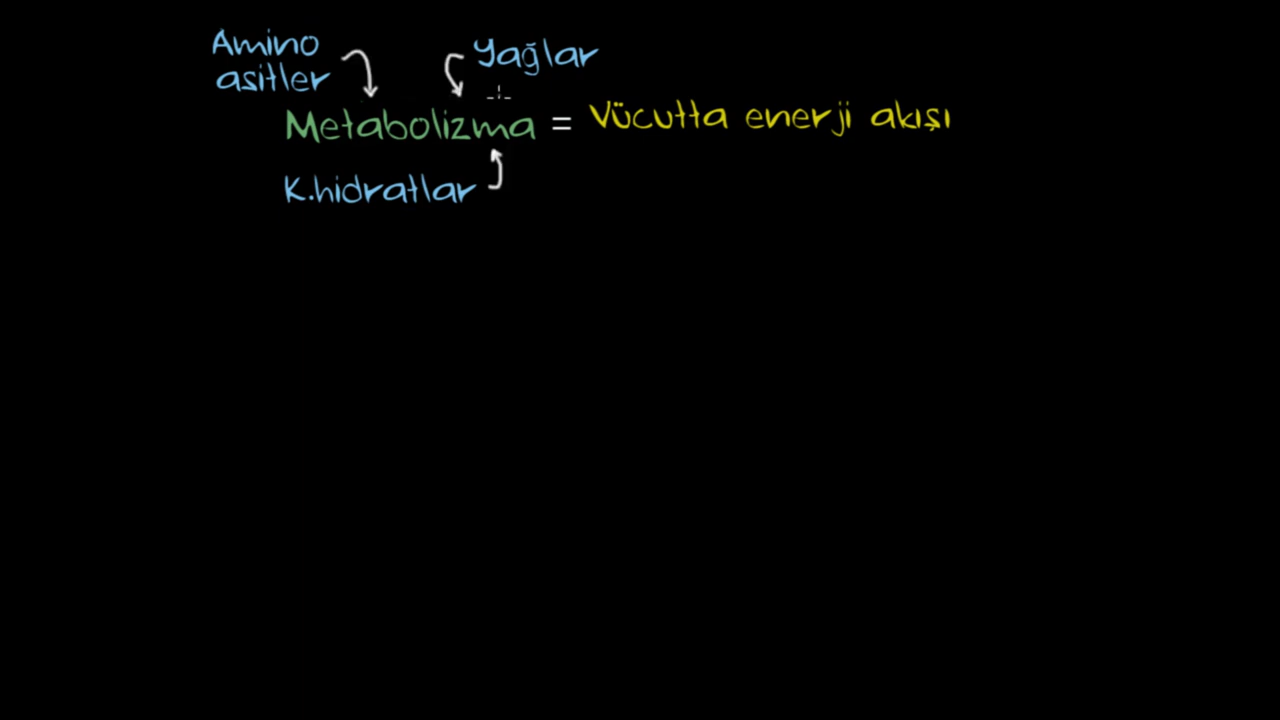 Amino
asitler
Yağlar
Metabolizma = Vücutta enerji akışı
K.hidratlar